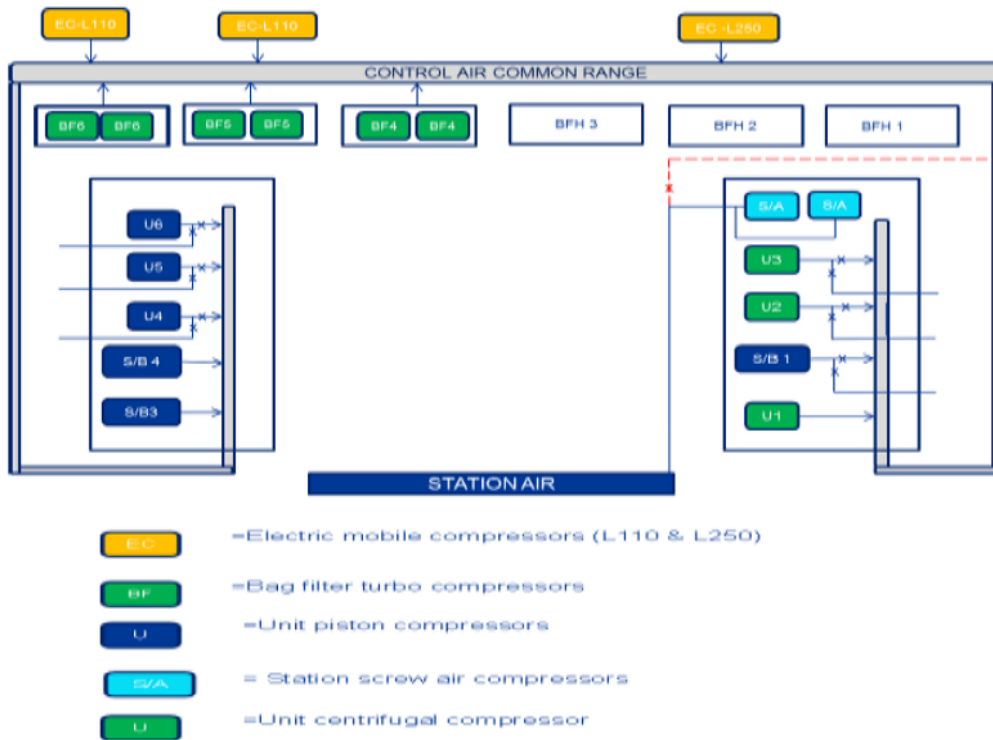 EC-L110
EC-L110
EC -L250
CONTROL AIR COMMON RANGE
BF6 BF6
BF5 BF5
BF4 BF4
BFH 3
BFH 2
BFH 1
U6
U5
U4
S/B 4
S/B3
S/A S/A
U3
U2
S/B 1
U1
STATION AIR
EC =Electric mobile compressors (L110 & L250)
BF =Bag filter turbo compressors
U =Unit piston compressors
S/A = Station screw air compressors
U =Unit centrifugal compressor